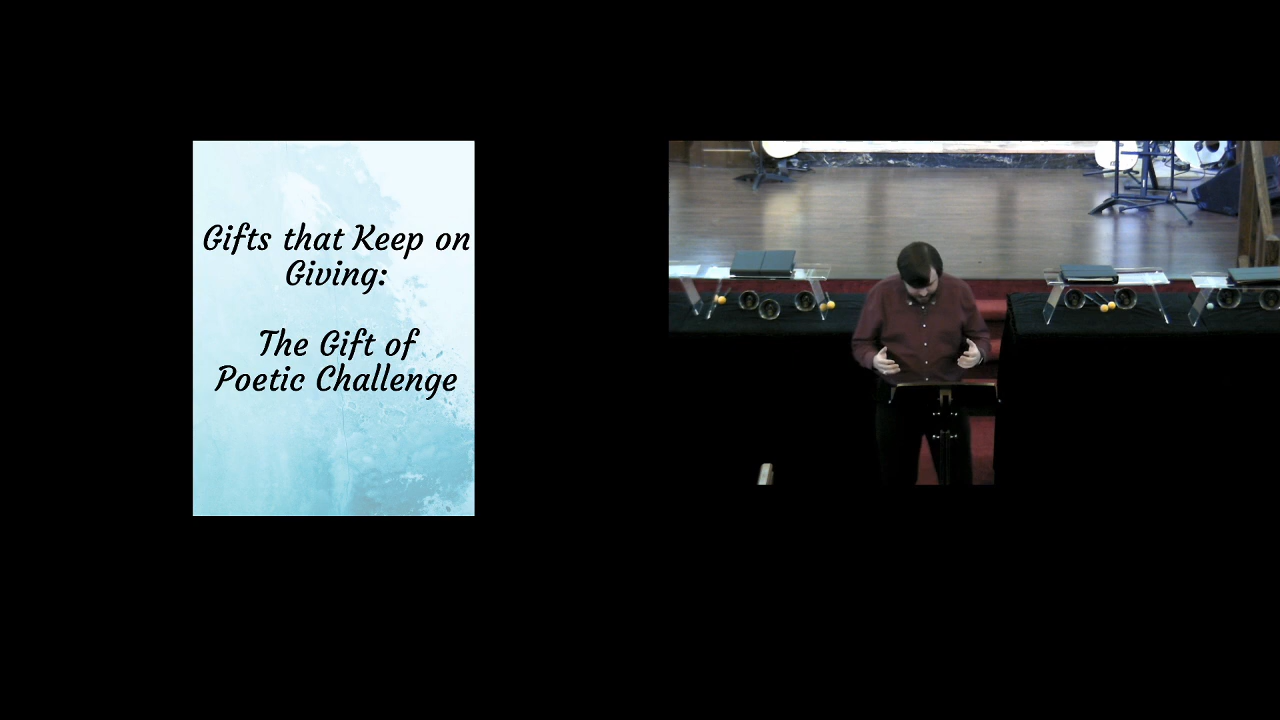 Gifts that Keep on
Giving:
The Gift of
Poetic Challenge